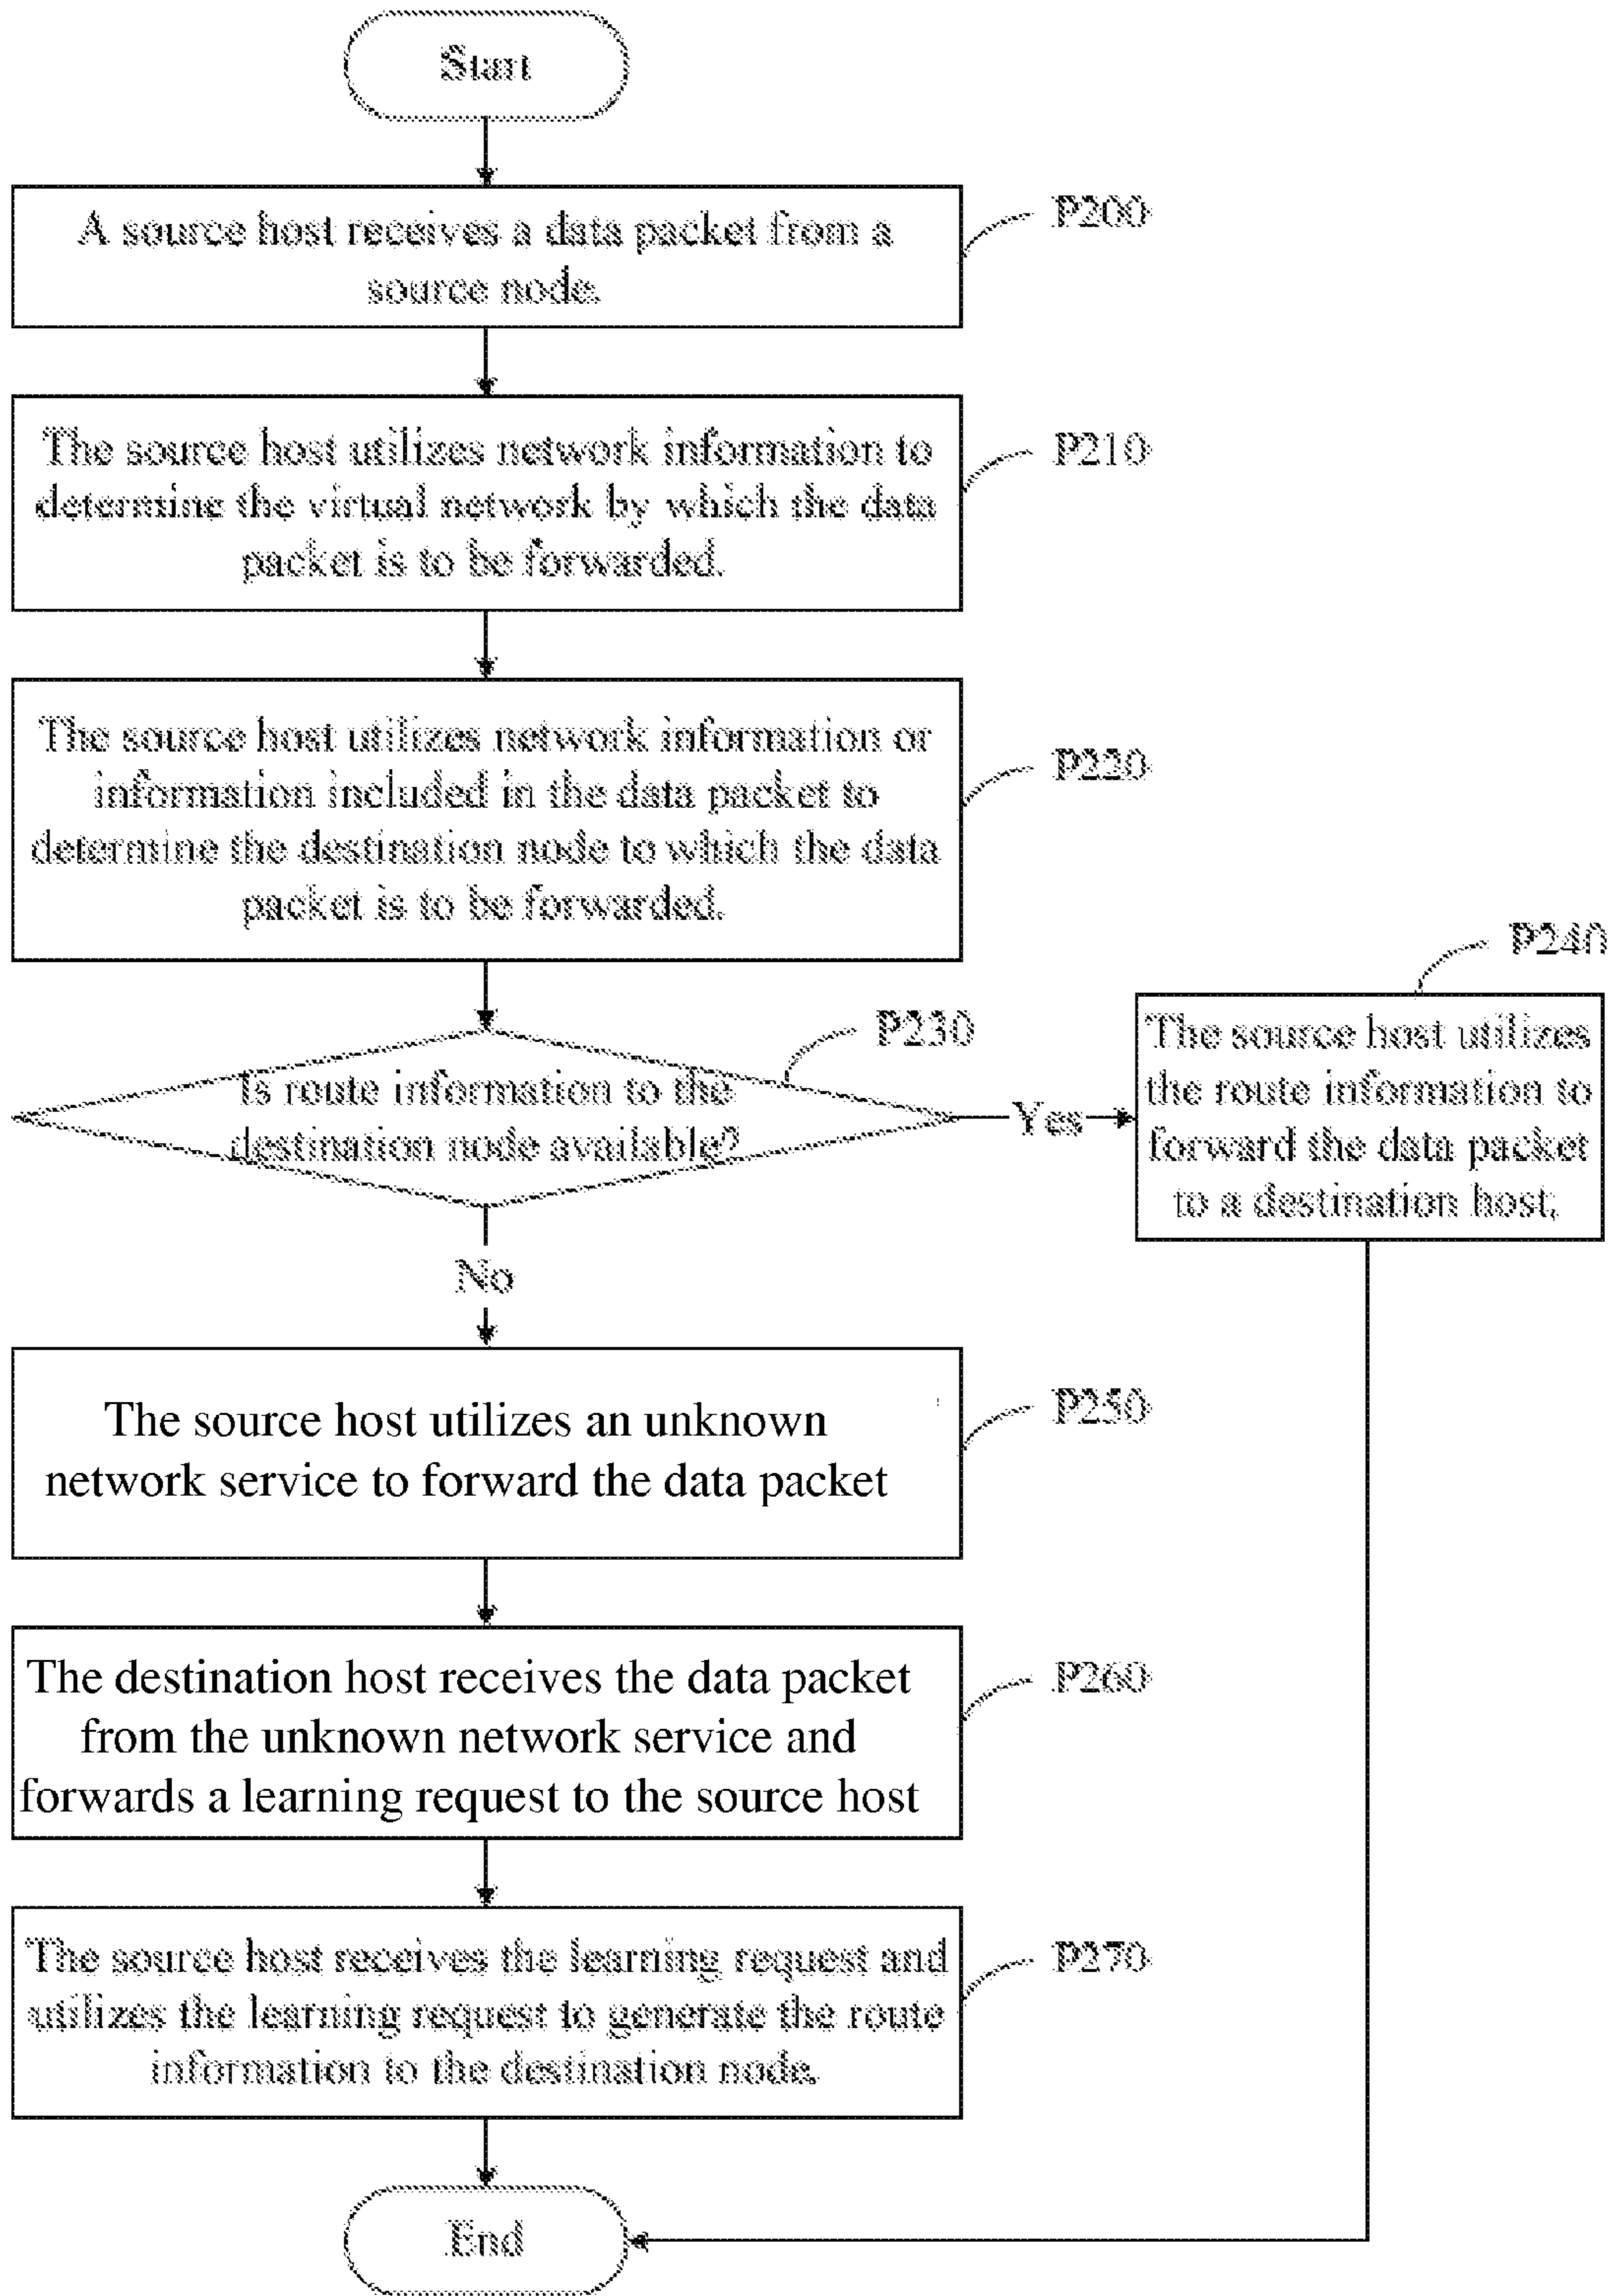 Start
A source host receives a data packet from a
source node.
P200
The source host utilizes network information to
determine the virtual network by which the data
packet is to be forwarded.
P210
The source host utilizes network information or
information included in the data packet to
determine the destination node to which the data
packet is to be forwarded.
P220
Is route information to the
destination node available?
P230
Yes
The source host utilizes
the route information to
forward the data packet
to a destination host.
P240
No
The source host utilizes an unknown
network service to forward the data packet
P250
The destination host receives the data packet
from the unknown network service and
forwards a learning request to the source host
P260
The source host receives the learning request and
utilizes the learning request to generate the route
information to the destination node.
P270
End